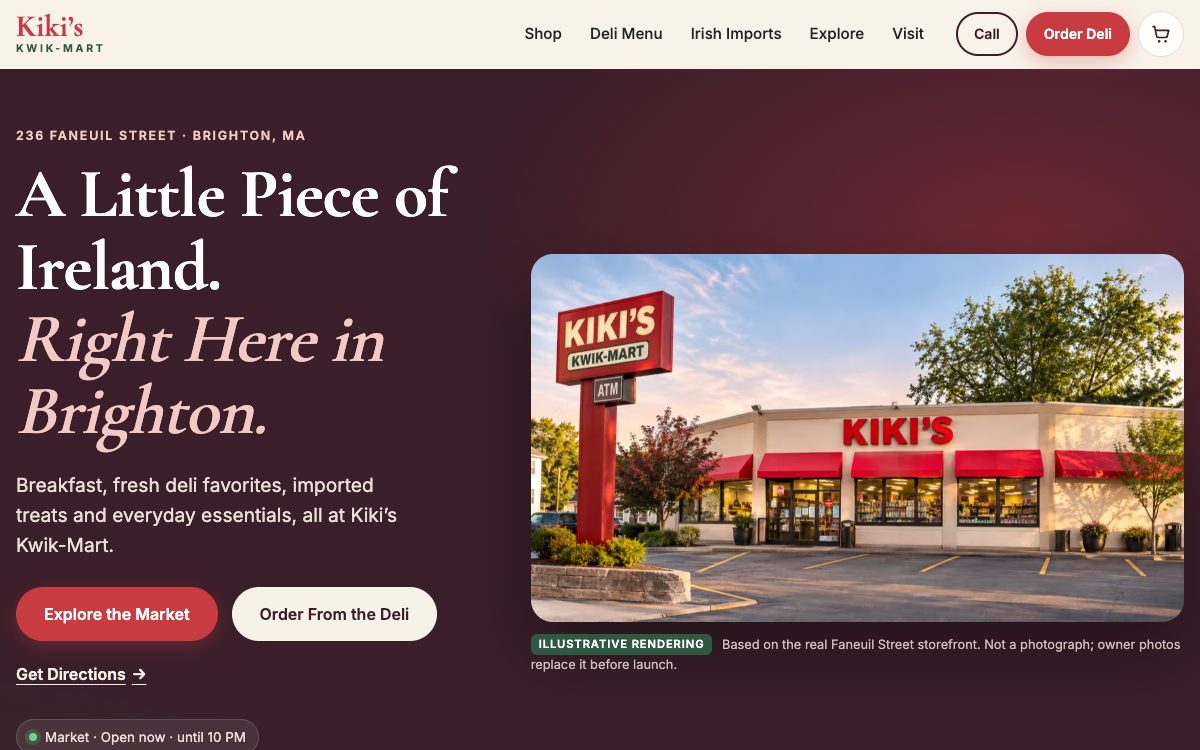 Kiki's
KWIK-MART
Shop
Deli Menu
Irish Imports
Explore
Visit
Call
Order Deli
236 FANEUIL STREET · BRIGHTON, MA
A Little Piece of
Ireland.
Right Here in
Brighton.
Breakfast, fresh deli favorites, imported
treats and everyday essentials, all at Kiki’s
Kwik-Mart.
Explore the Market
Order From the Deli
Get Directions →
Market · Open now · until 10 PM
KIKI'S
KWIK-MART
ATM
KIKI'S
ILLUSTRATIVE RENDERING Based on the real Faneuil Street storefront. Not a photograph; owner photos
replace it before launch.